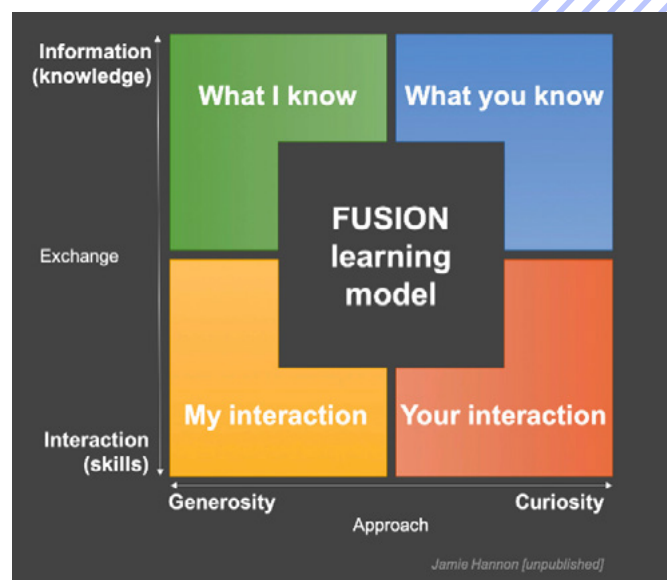 Information
(knowledge)
What I know
What you know
FUSION
learning
model
Exchange
My interaction
Your interaction
Interaction
(skills)
Generosity
Curiosity
Approach
Jamie Hannon [unpublished]